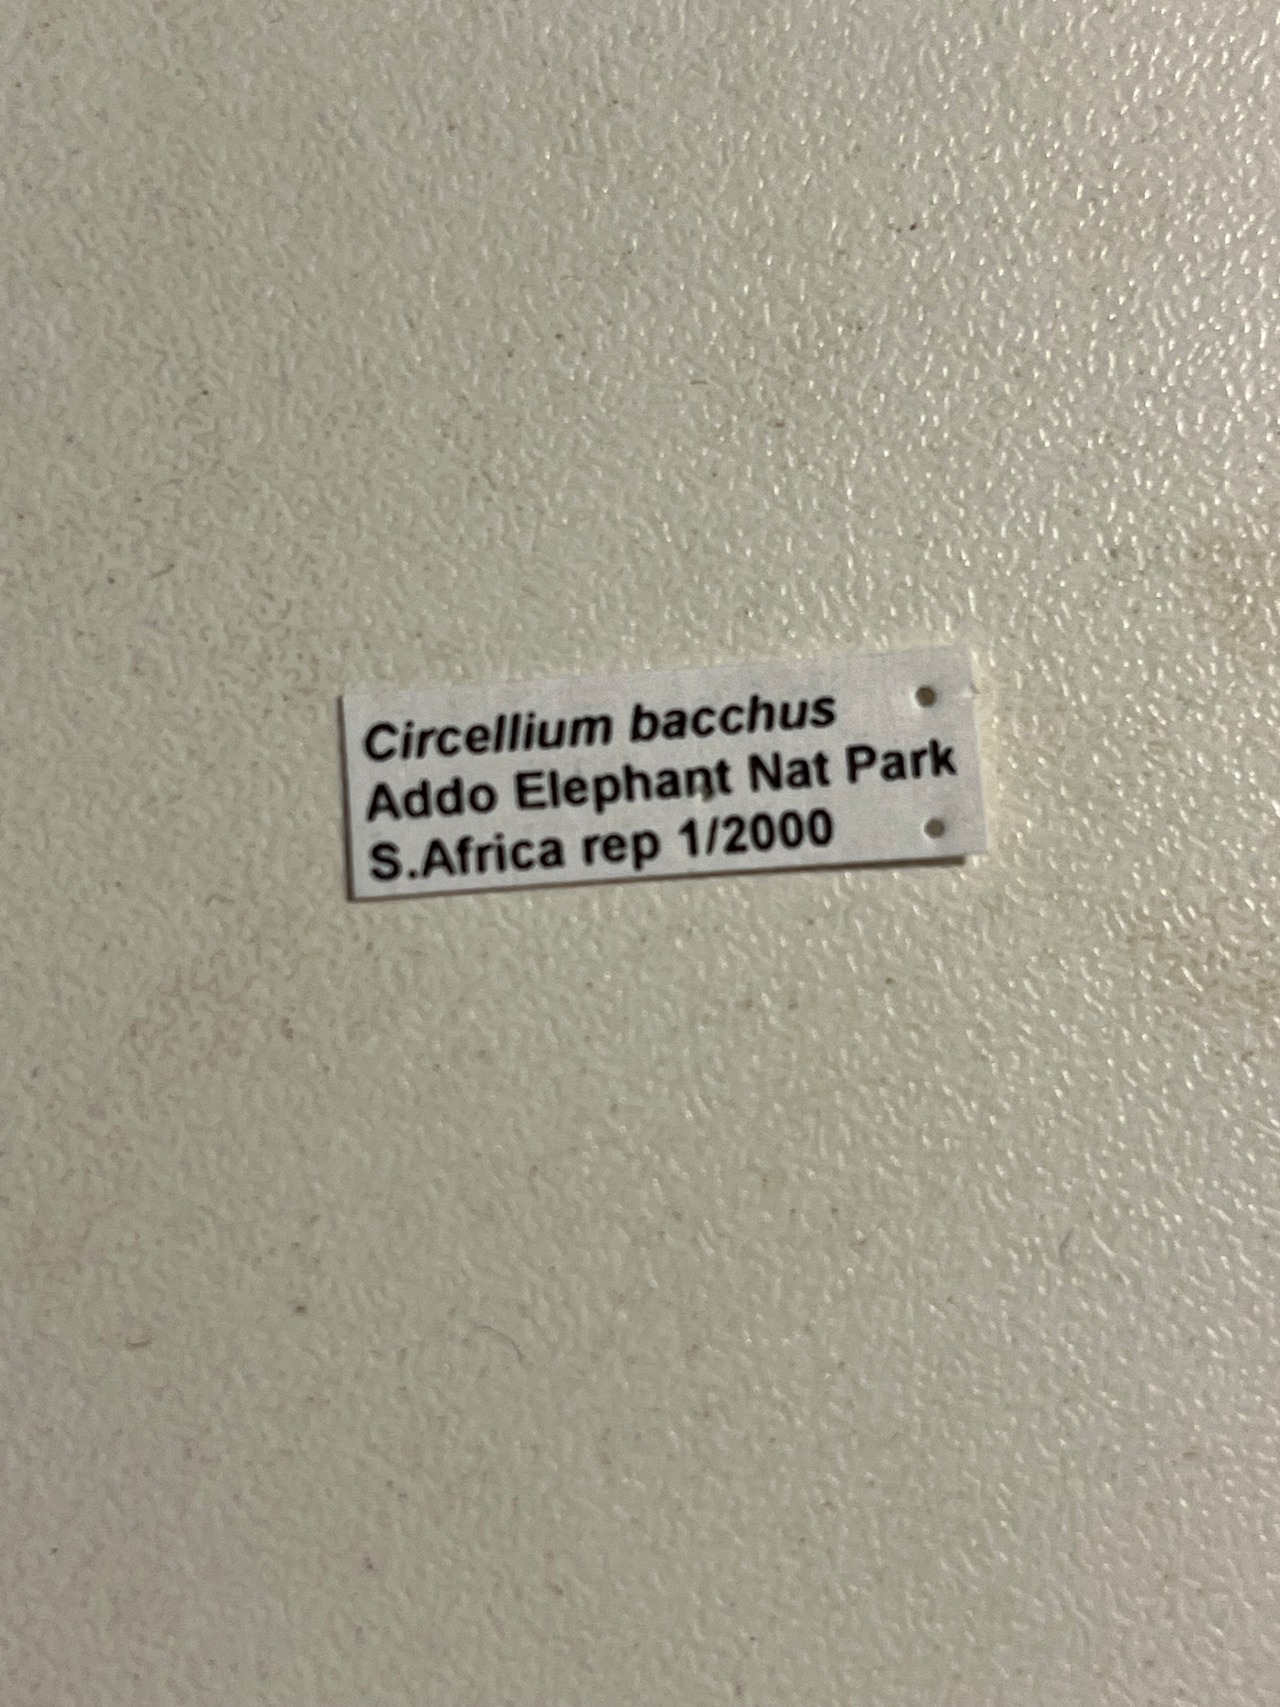 Circellium bacchus
Addo Elephant Nat Park
S.Africa rep 1/2000